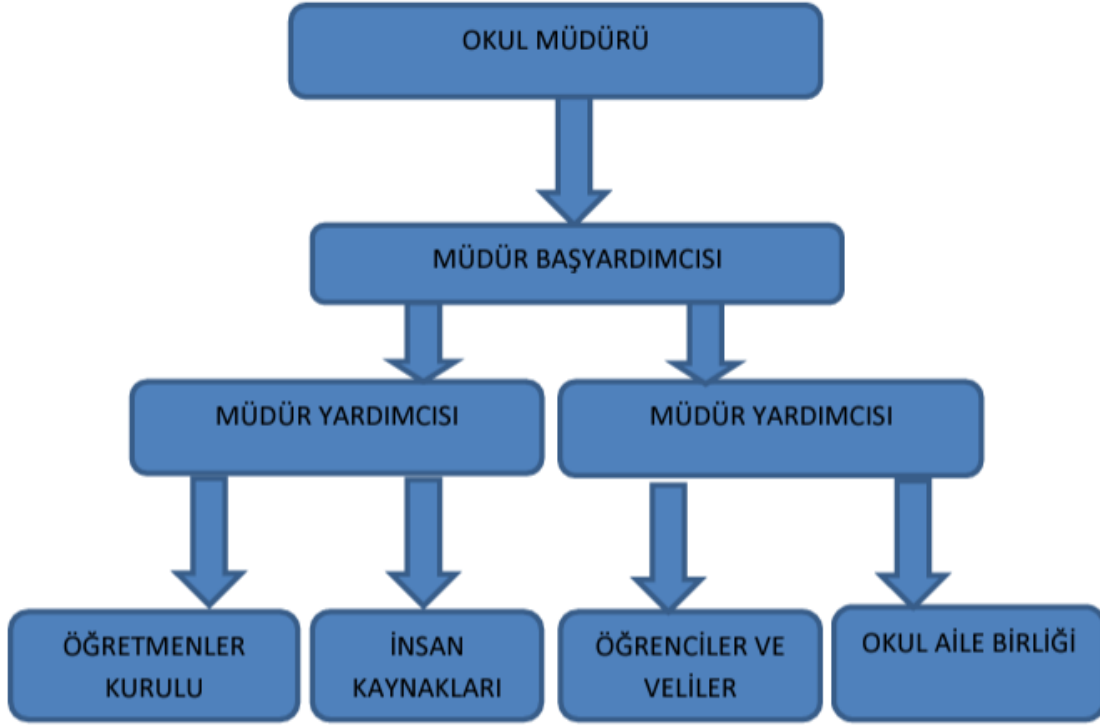 OKUL MÜDÜRÜ
MÜDÜR BAŞYARDIMCISI
MÜDÜR YARDIMCISI
MÜDÜR YARDIMCISI
ÖĞRETMENLER
KURULU
İNSAN
KAYNAKLARI
ÖĞRENCİLER VE
VELİLER
OKUL AİLE BİRLİĞİ